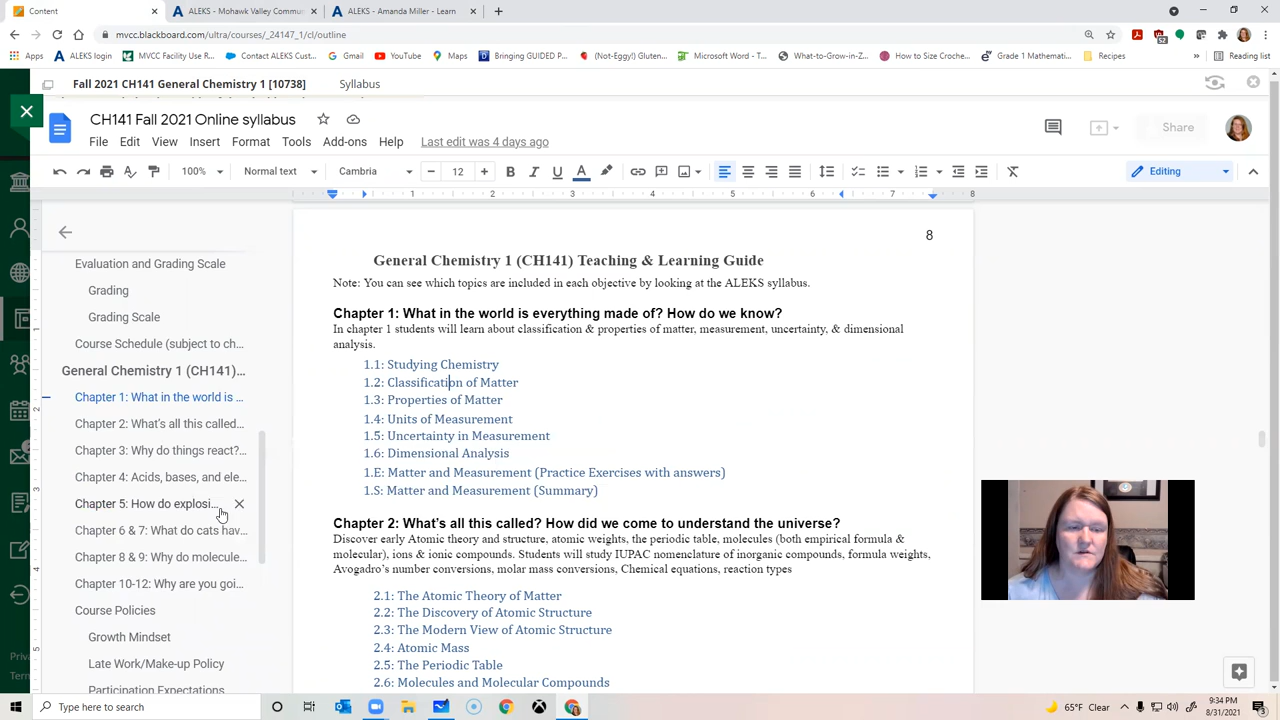 Content
ALEKS - Mohawk Valley Commu
ALEKS - Amanda Miller - Learn
mvcc.blackboard.com/ultra/courses/_24147_1/cl/outline
Apps
ALEKS login
MVCC Facility Use R...
Contact ALEKS Cust...
Gmail
YouTube
Maps
Bringing GUIDED P...
(Not-Eggy!) Gluten...
Microsoft Word - T...
What-to-Grow-in-Z...
How to Size Croche...
Grade 1 Mathemati...
Recipes
»
Reading list
Fall 2021 CH141 General Chemistry 1 [10738]
Syllabus
CH141 Fall 2021 Online syllabus
File Edit View Insert Format Tools Add-ons Help Last edit was 4 days ago
Share
100% Normal text Cambria 12 B I U A Editing
1 2 3 4 5 6 7 8
Evaluation and Grading Scale
Grading
Grading Scale
Course Schedule (subject to ch...
General Chemistry 1 (CH141)...
Chapter 1: What in the world is ...
Chapter 2: What's all this called...
Chapter 3: Why do things react?...
Chapter 4: Acids, bases, and ele...
Chapter 5: How do explosi...
Chapter 6 & 7: What do cats hav...
Chapter 8 & 9: Why do molecule...
Chapter 10-12: Why are you goi...
Course Policies
Growth Mindset
Late Work/Make-up Policy
Participation Expectations
8
General Chemistry 1 (CH141) Teaching & Learning Guide
Note: You can see which topics are included in each objective by looking at the ALEKS syllabus.
Chapter 1: What in the world is everything made of? How do we know?
In chapter 1 students will learn about classification & properties of matter, measurement, uncertainty, & dimensional
analysis.
1.1: Studying Chemistry
1.2: Classification of Matter
1.3: Properties of Matter
1.4: Units of Measurement
1.5: Uncertainty in Measurement
1.6: Dimensional Analysis
1.E: Matter and Measurement (Practice Exercises with answers)
1.S: Matter and Measurement (Summary)
Chapter 2: What's all this called? How did we come to understand the universe?
Discover early Atomic theory and structure, atomic weights, the periodic table, molecules (both empirical formula &
molecular), ions & ionic compounds. Students will study IUPAC nomenclature of inorganic compounds, formula weights,
Avogadro's number conversions, molar mass conversions, Chemical equations, reaction types
2.1: The Atomic Theory of Matter
2.2: The Discovery of Atomic Structure
2.3: The Modern View of Atomic Structure
2.4: Atomic Mass
2.5: The Periodic Table
2.6: Molecules and Molecular Compounds
Priv
Tern
Type here to search
65°F Clear
9:34 PM
8/31/2021